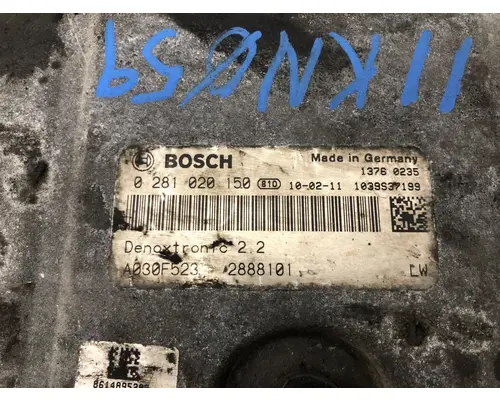 11KN059
BOSCH Made in Germany
1376 0235
0 281 020 150 81D 10-02-11 1039S37199
Denoxtronic 2.2
A030F523 2888101 LW